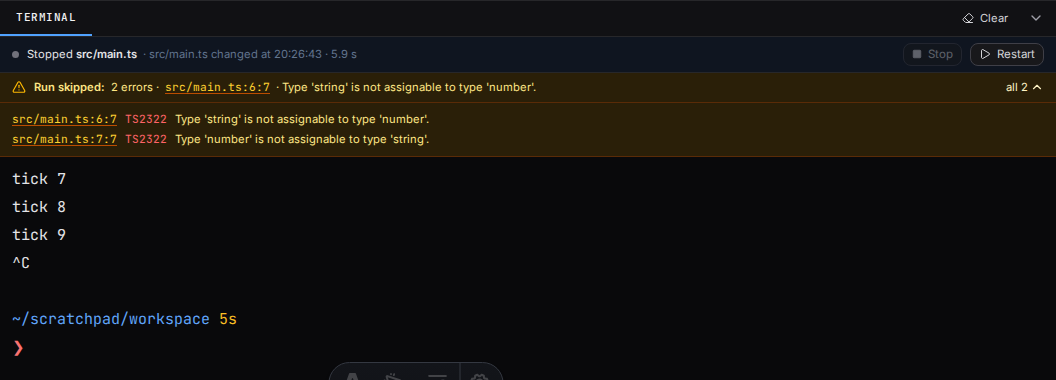 TERMINAL Clear
Stopped src/main.ts · src/main.ts changed at 20:26:43 · 5.9 s Stop Restart
Run skipped: 2 errors · src/main.ts:6:7 · Type 'string' is not assignable to type 'number'. all 2
src/main.ts:6:7 TS2322 Type 'string' is not assignable to type 'number'.
src/main.ts:7:7 TS2322 Type 'number' is not assignable to type 'string'.
tick 7
tick 8
tick 9
^C
~/scratchpad/workspace 5s
❯